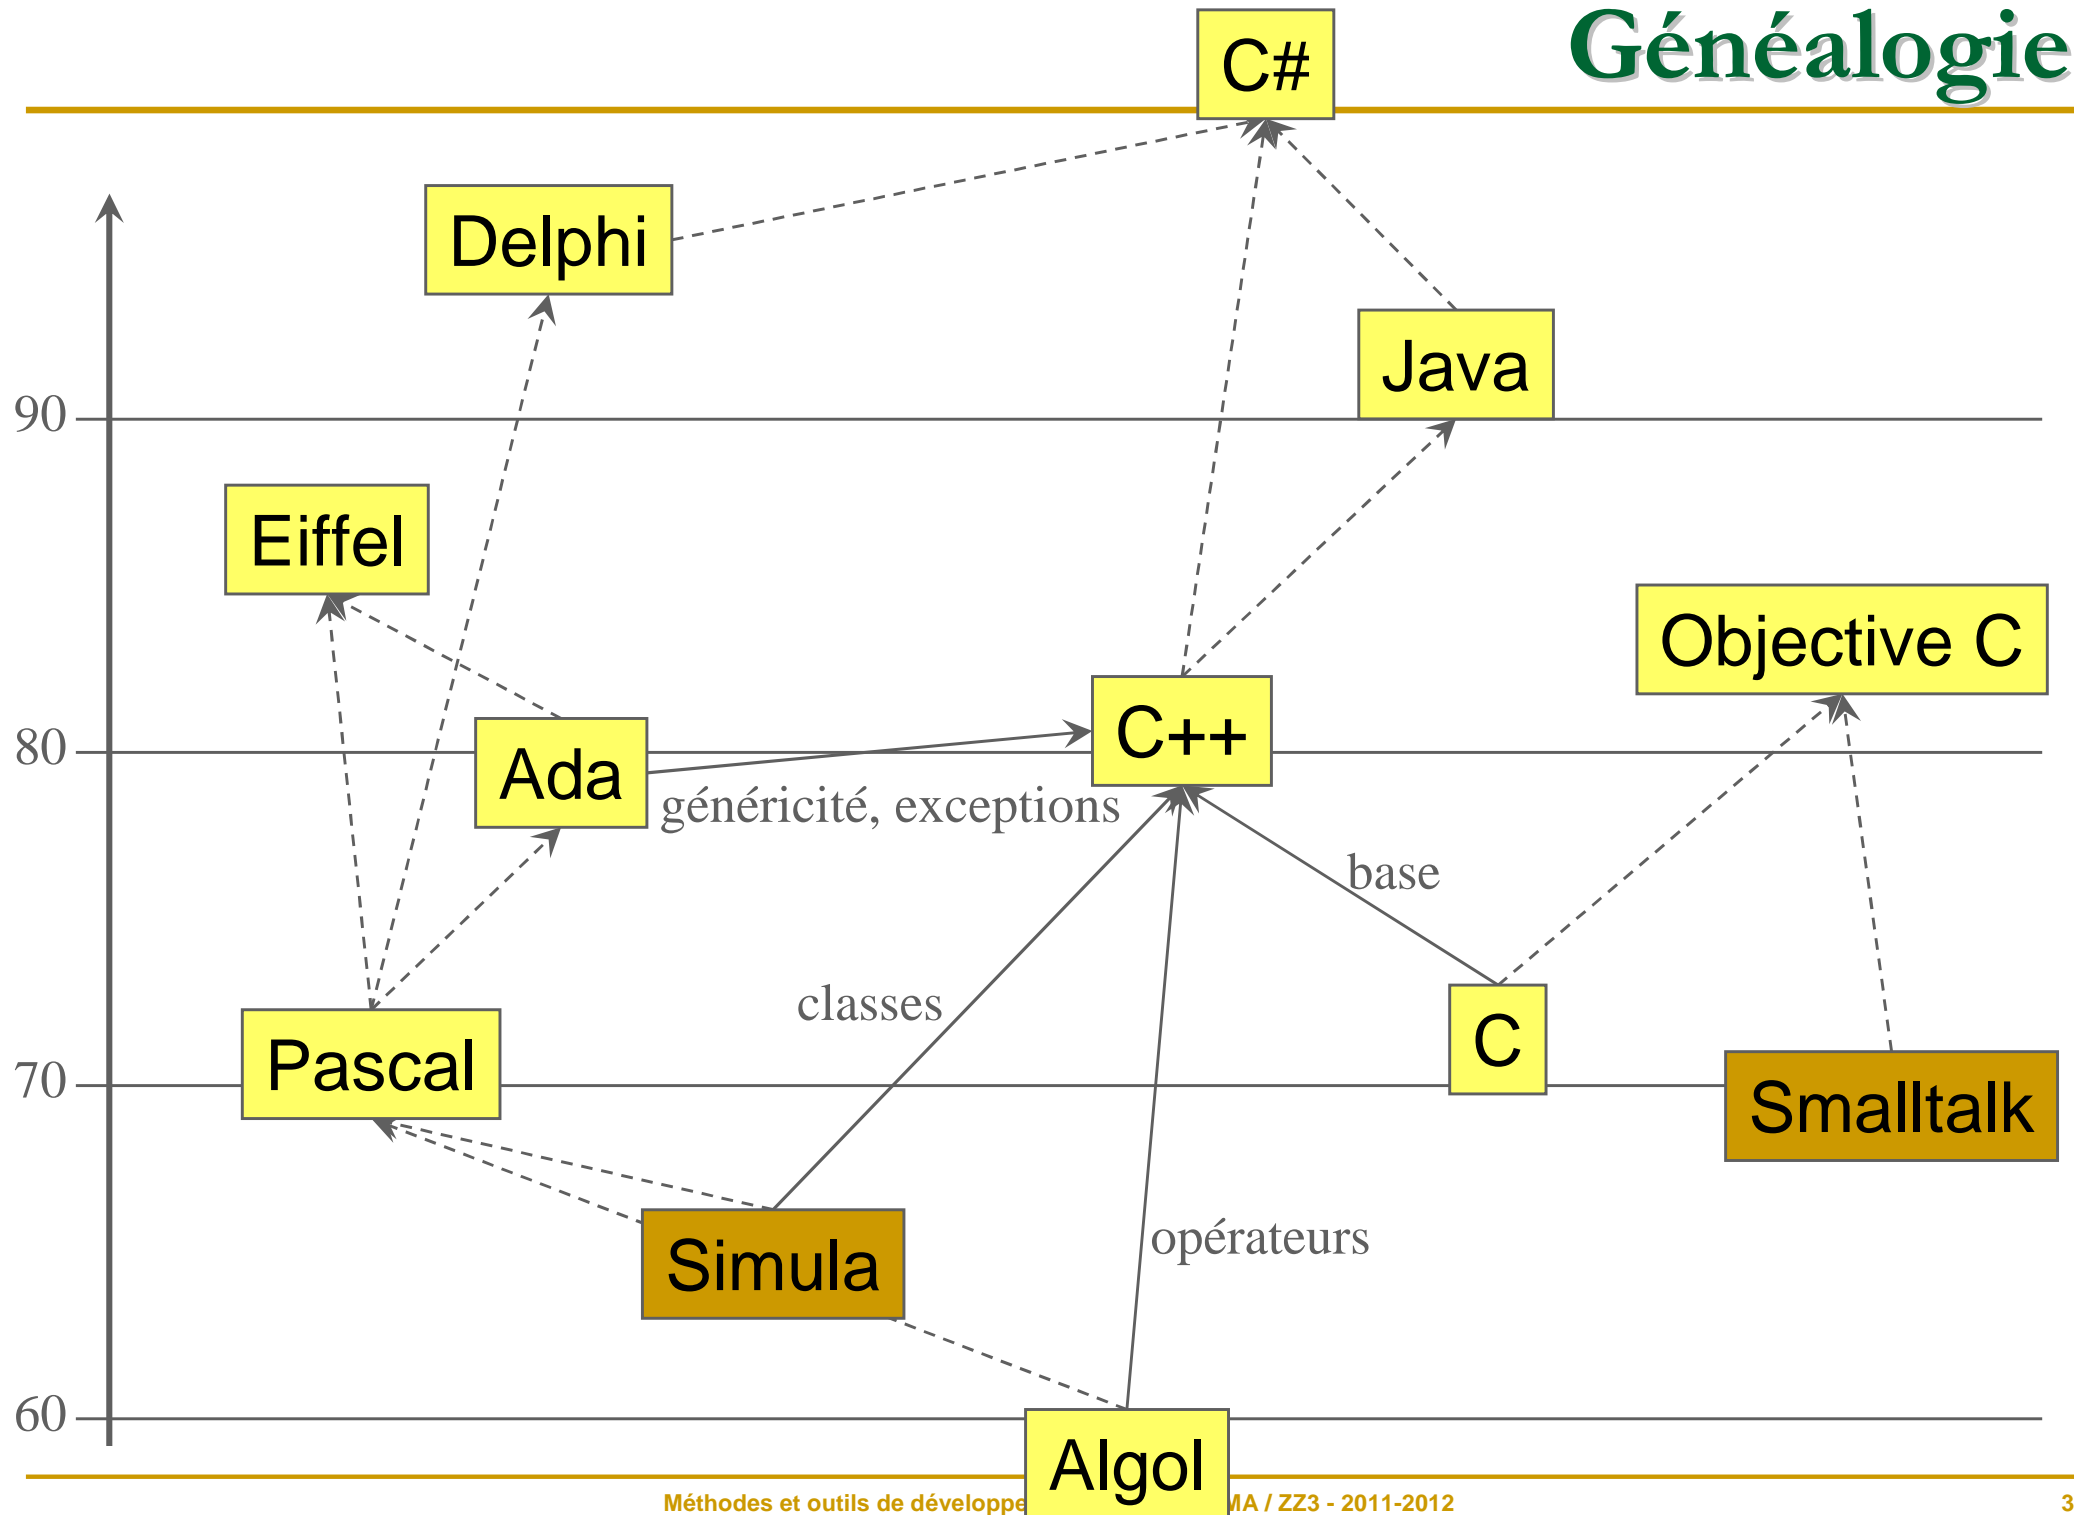 Généalogie
C#
Delphi
Java
90
Eiffel
Objective C
C++
80
Ada
généricité, exceptions
base
classes
C
Pascal
70
Smalltalk
opérateurs
Simula
60
Algol
Méthodes et outils de MA / ZZ3 - 2011-2012
3